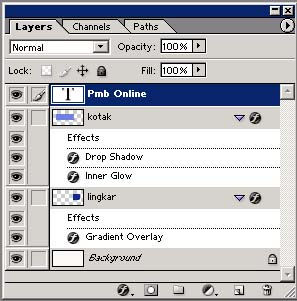 Layers Channels Paths
Normal Opacity: 100%
Lock: Fill: 100%
T Pmb Online
kotak
Effects
Drop Shadow
Inner Glow
lingkar
Effects
Gradient Overlay
Background